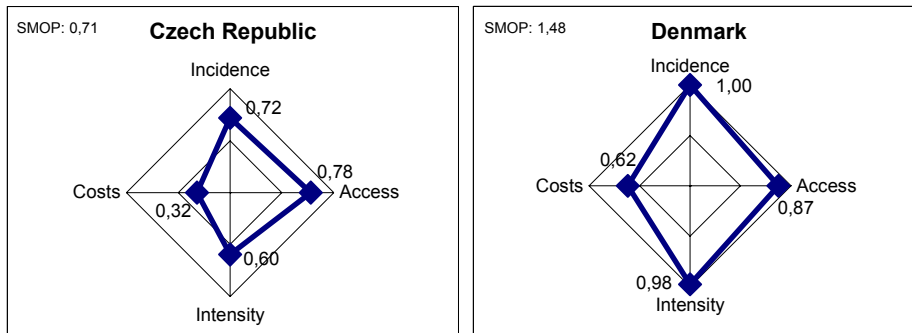 SMOP: 0,71
Czech Republic
Incidence
0,72
0,78
Costs
Access
0,32
0,60
Intensity
SMOP: 1,48
Denmark
Incidence
1,00
0,62
Costs
Access
0,87
0,98
Intensity